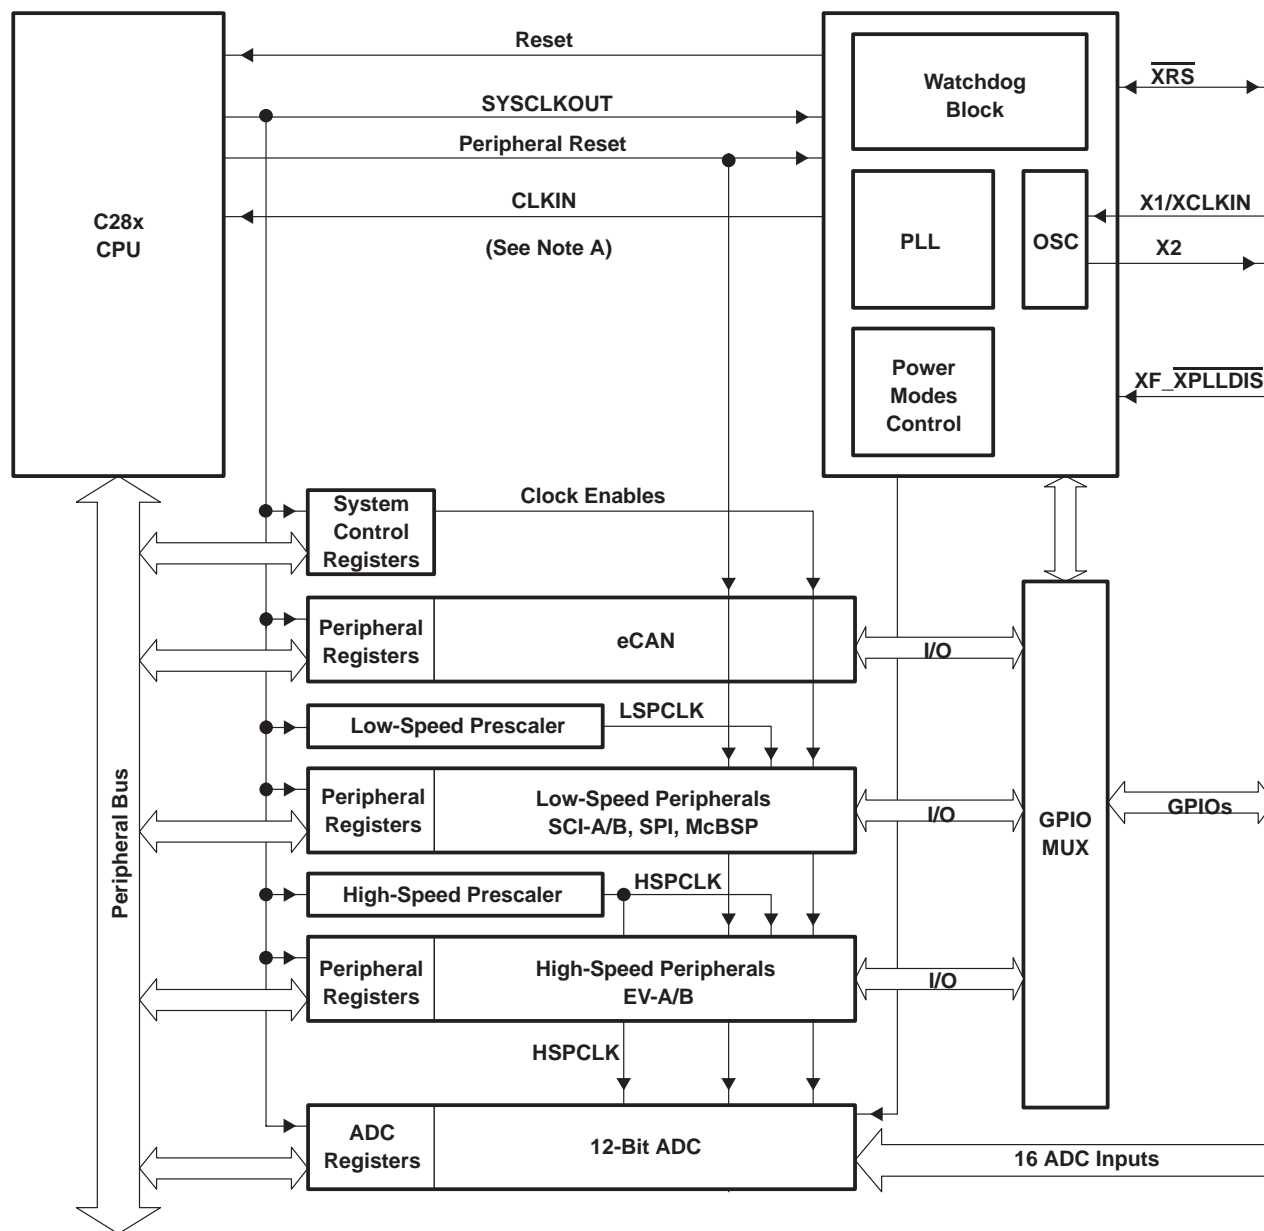 Reset
SYSCLKOUT
Peripheral Reset
CLKIN
(See Note A)
C28x
CPU
Watchdog
Block
PLL
OSC
Power
Modes
Control
XRS
X1/XCLKIN
X2
XF_XPLLDIS
System
Control
Registers
Clock Enables
Peripheral
Registers
eCAN
I/O
Low-Speed Prescaler
LSPCLK
Peripheral
Registers
Low-Speed Peripherals
SCI-A/B, SPI, McBSP
I/O
High-Speed Prescaler
HSPCLK
Peripheral
Registers
High-Speed Peripherals
EV-A/B
I/O
HSPCLK
ADC
Registers
12-Bit ADC
16 ADC Inputs
GPIO
MUX
GPIOs
Peripheral Bus